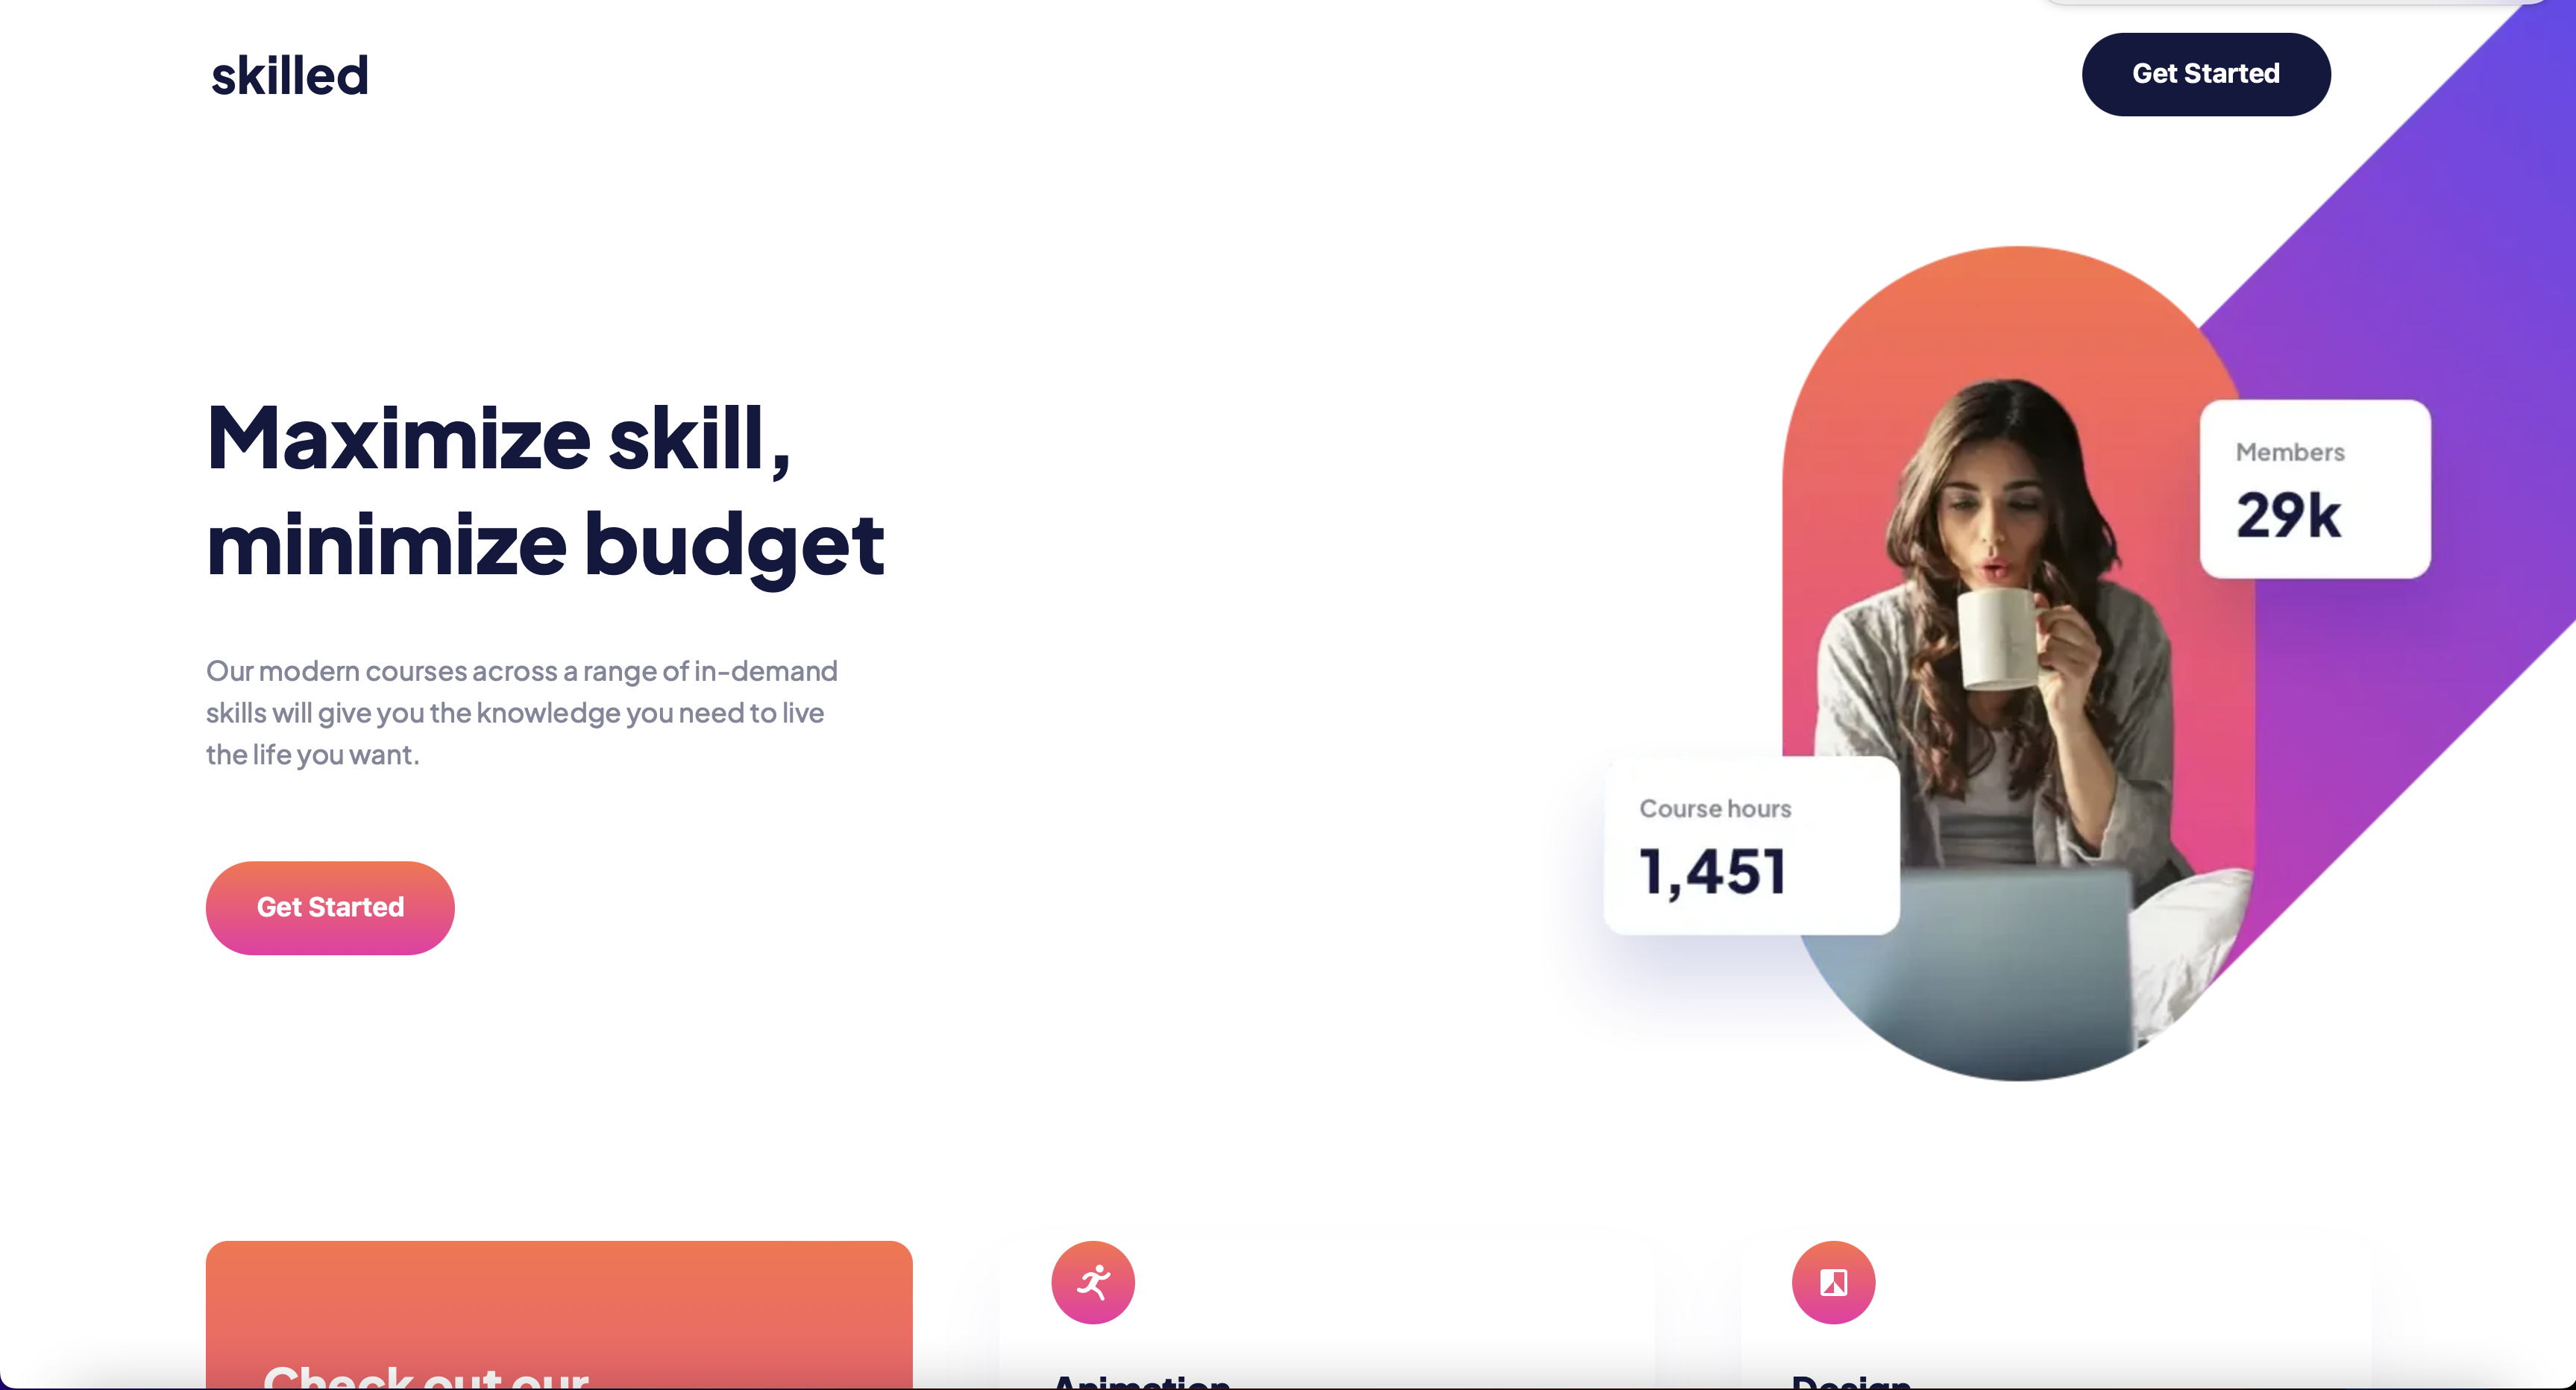 skilled
Get Started
Maximize skill,
minimize budget
Our modern courses across a range of in-demand
skills will give you the knowledge you need to live
the life you want.
Get Started
Members
29k
Course hours
1,451
Check out our
Animation
Design